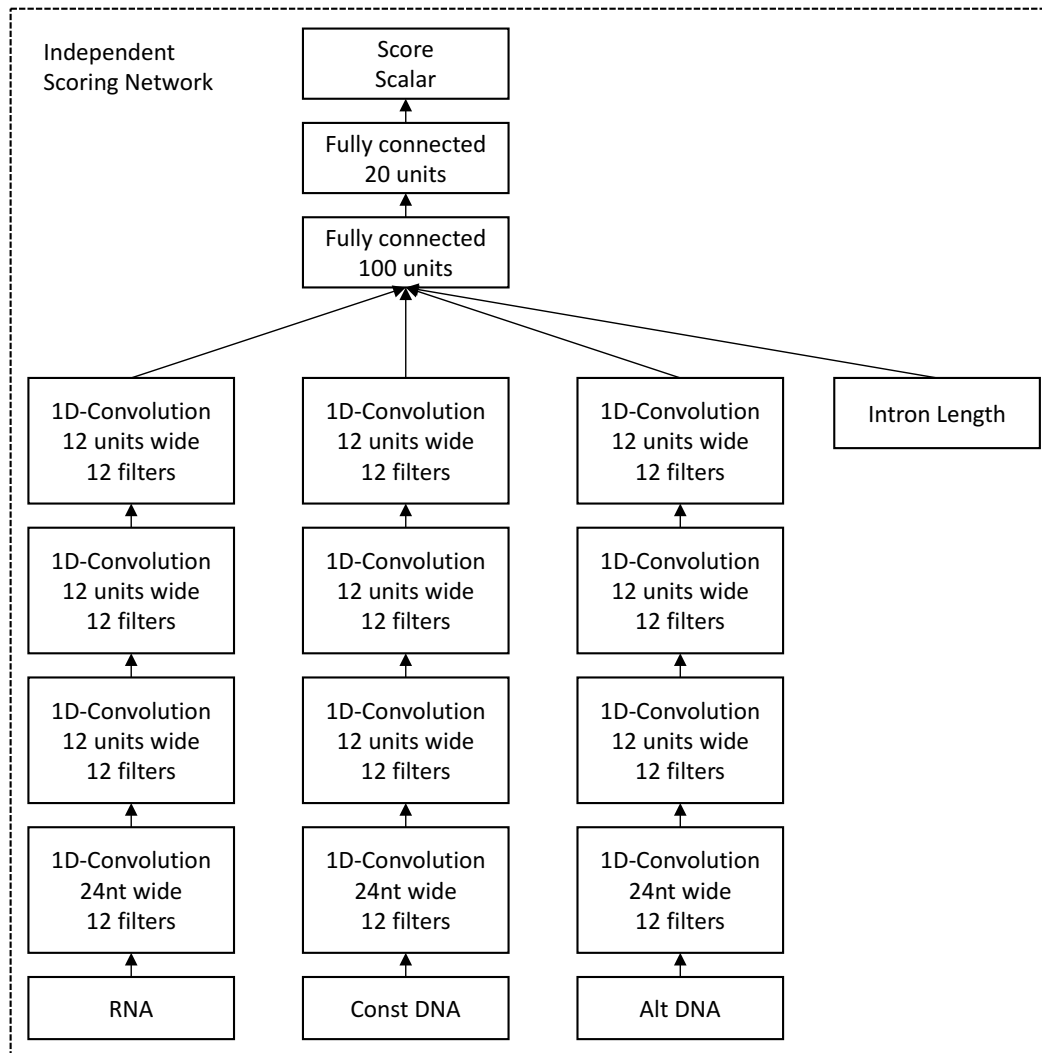 Independent
Scoring Network
Score
Scalar
Fully connected
20 units
Fully connected
100 units
1D-Convolution
12 units wide
12 filters
1D-Convolution
12 units wide
12 filters
1D-Convolution
12 units wide
12 filters
Intron Length
1D-Convolution
12 units wide
12 filters
1D-Convolution
12 units wide
12 filters
1D-Convolution
12 units wide
12 filters
1D-Convolution
12 units wide
12 filters
1D-Convolution
12 units wide
12 filters
1D-Convolution
12 units wide
12 filters
1D-Convolution
24nt wide
12 filters
1D-Convolution
24nt wide
12 filters
1D-Convolution
24nt wide
12 filters
RNA
Const DNA
Alt DNA